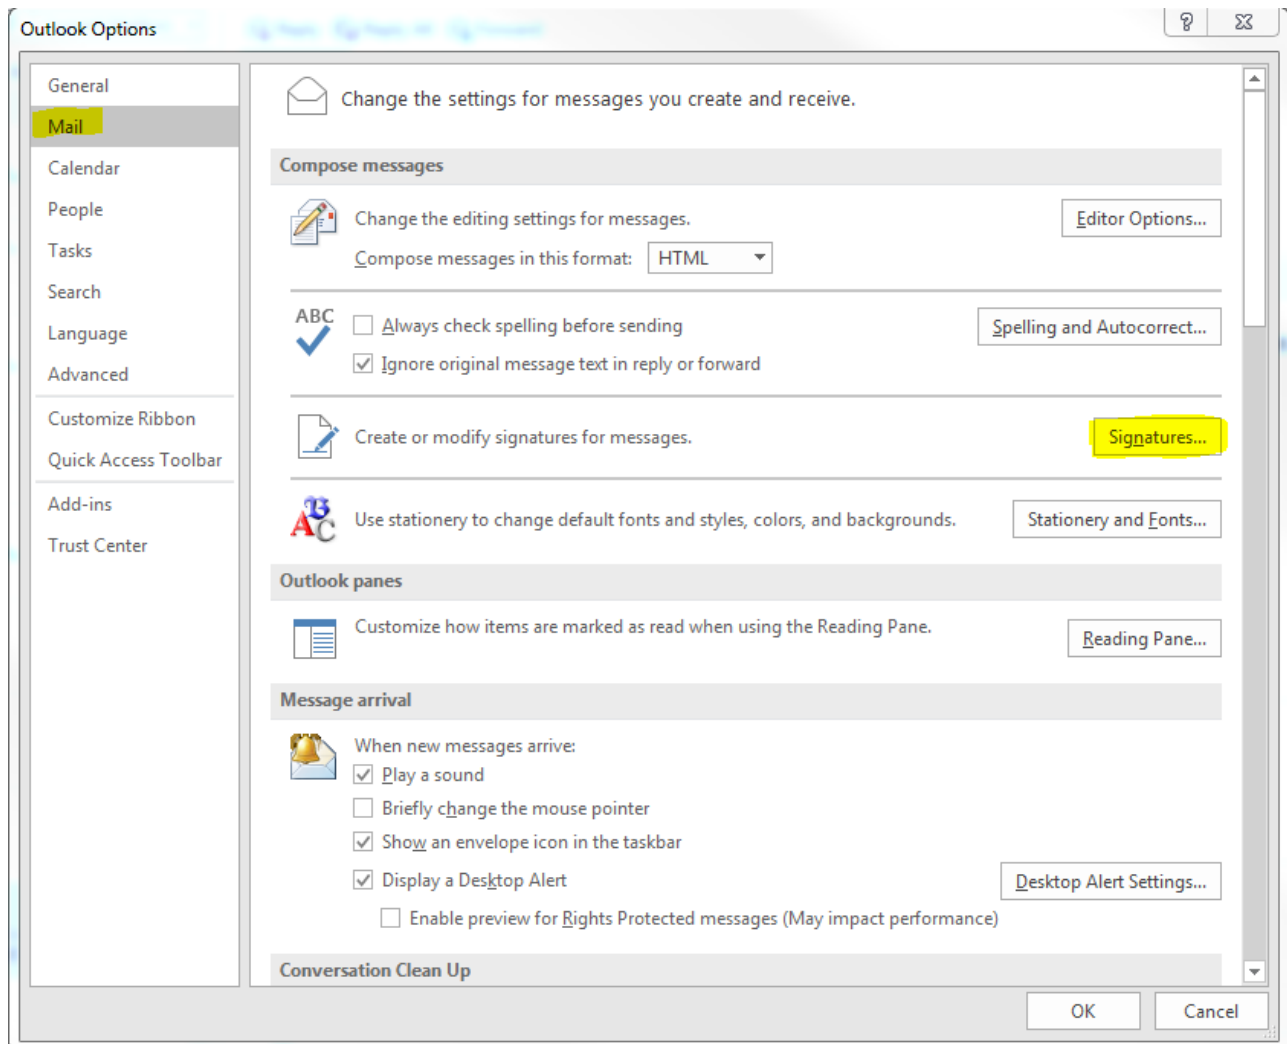 Outlook Options
General
Mail
Calendar
People
Tasks
Search
Language
Advanced
Customize Ribbon
Quick Access Toolbar
Add-ins
Trust Center
Change the settings for messages you create and receive.
Compose messages
Change the editing settings for messages.
Editor Options...
Compose messages in this format: HTML
ABC
Always check spelling before sending
Spelling and Autocorrect...
Ignore original message text in reply or forward
Create or modify signatures for messages.
Signatures...
Use stationery to change default fonts and styles, colors, and backgrounds.
Stationery and Fonts...
Outlook panes
Customize how items are marked as read when using the Reading Pane.
Reading Pane...
Message arrival
When new messages arrive:
Play a sound
Briefly change the mouse pointer
Show an envelope icon in the taskbar
Display a Desktop Alert
Desktop Alert Settings...
Enable preview for Rights Protected messages (May impact performance)
Conversation Clean Up
OK
Cancel